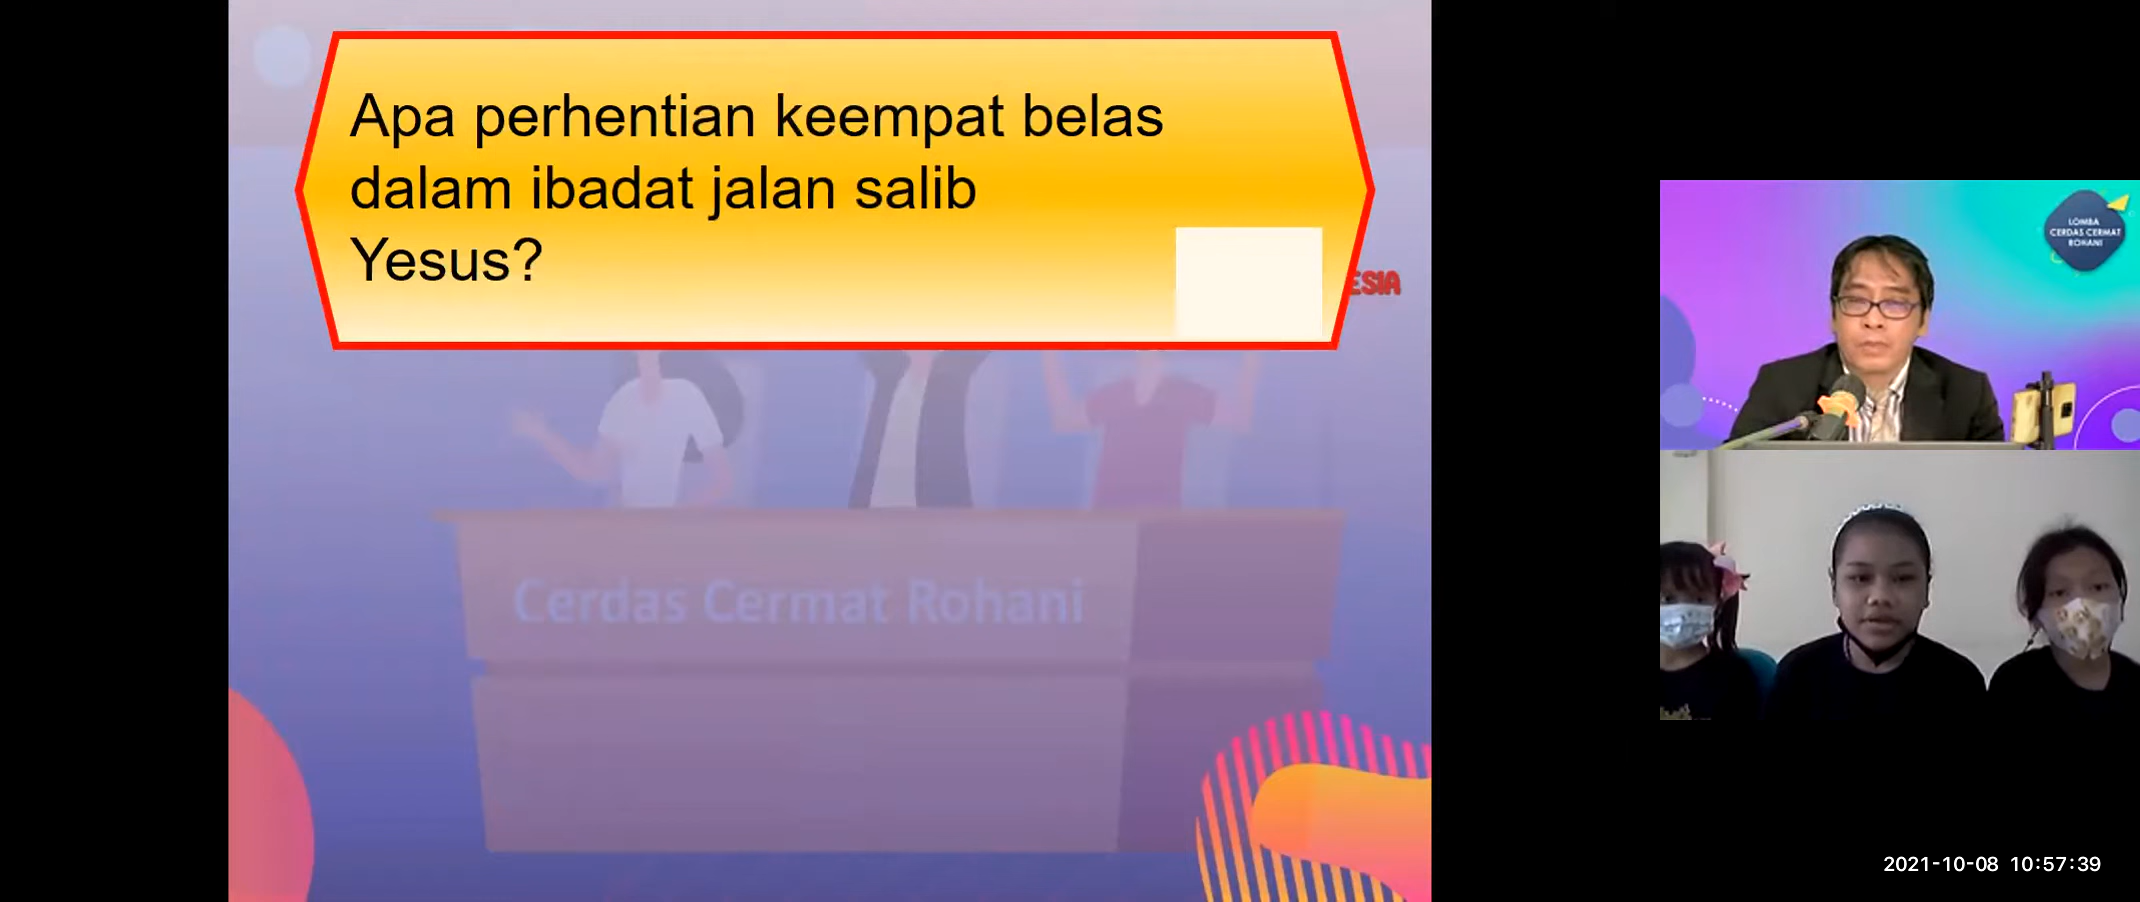 Apa perhentian keempat belas
dalam ibadat jalan salib
Yesus?
ESIA
Cerdas Cermat Rohani
LOMBA
CERDAS CERMAT
ROHANI
2021-10-08 10:57:39